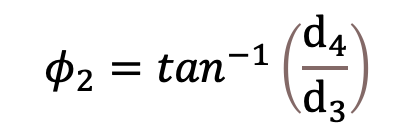 ϕ₂ = tan⁻¹ (d₄/d₃)